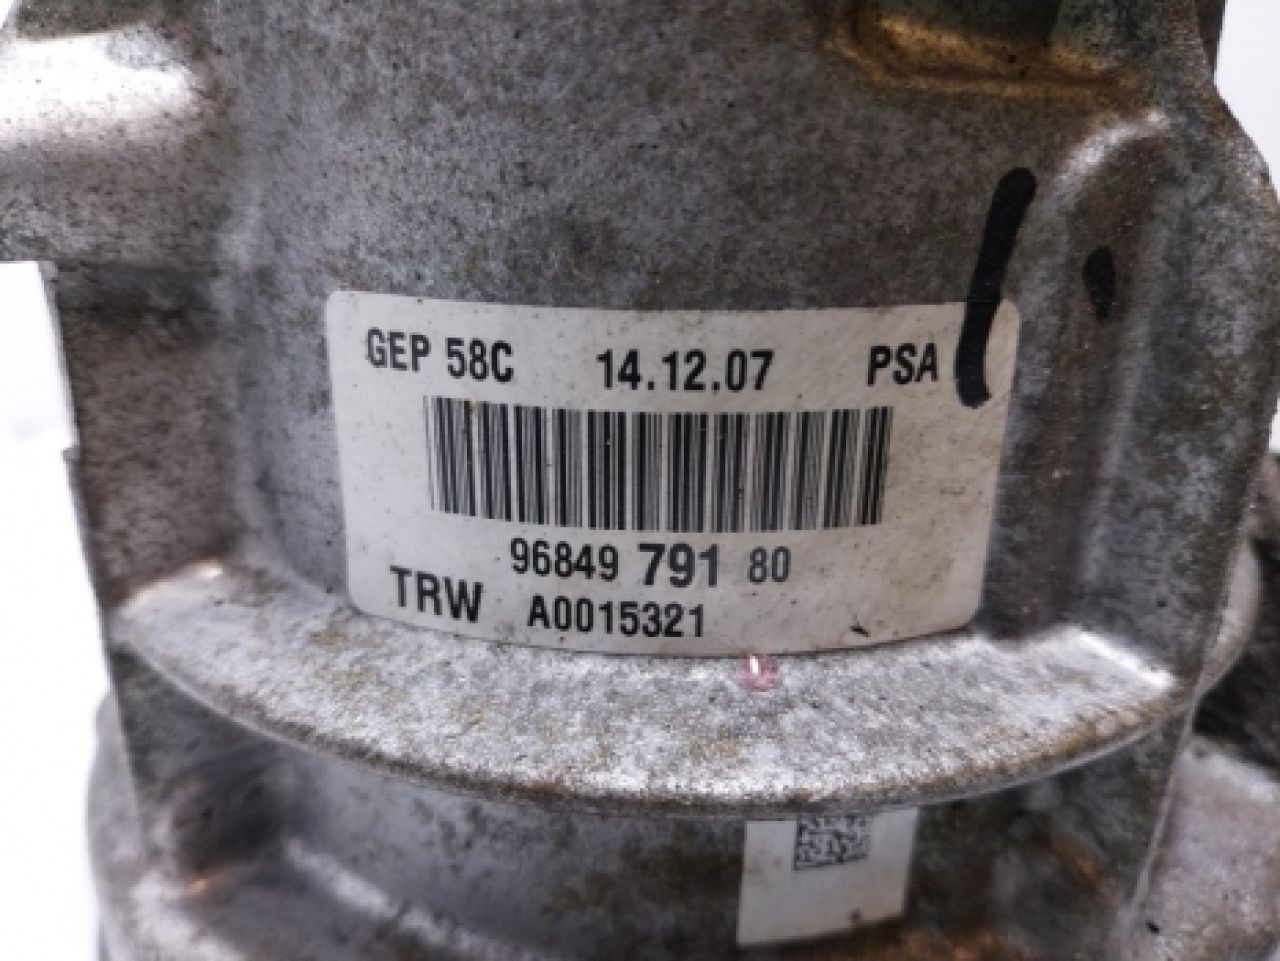 GEP 58C 14.12.07 PSA
96849 791 80
TRW A0015321